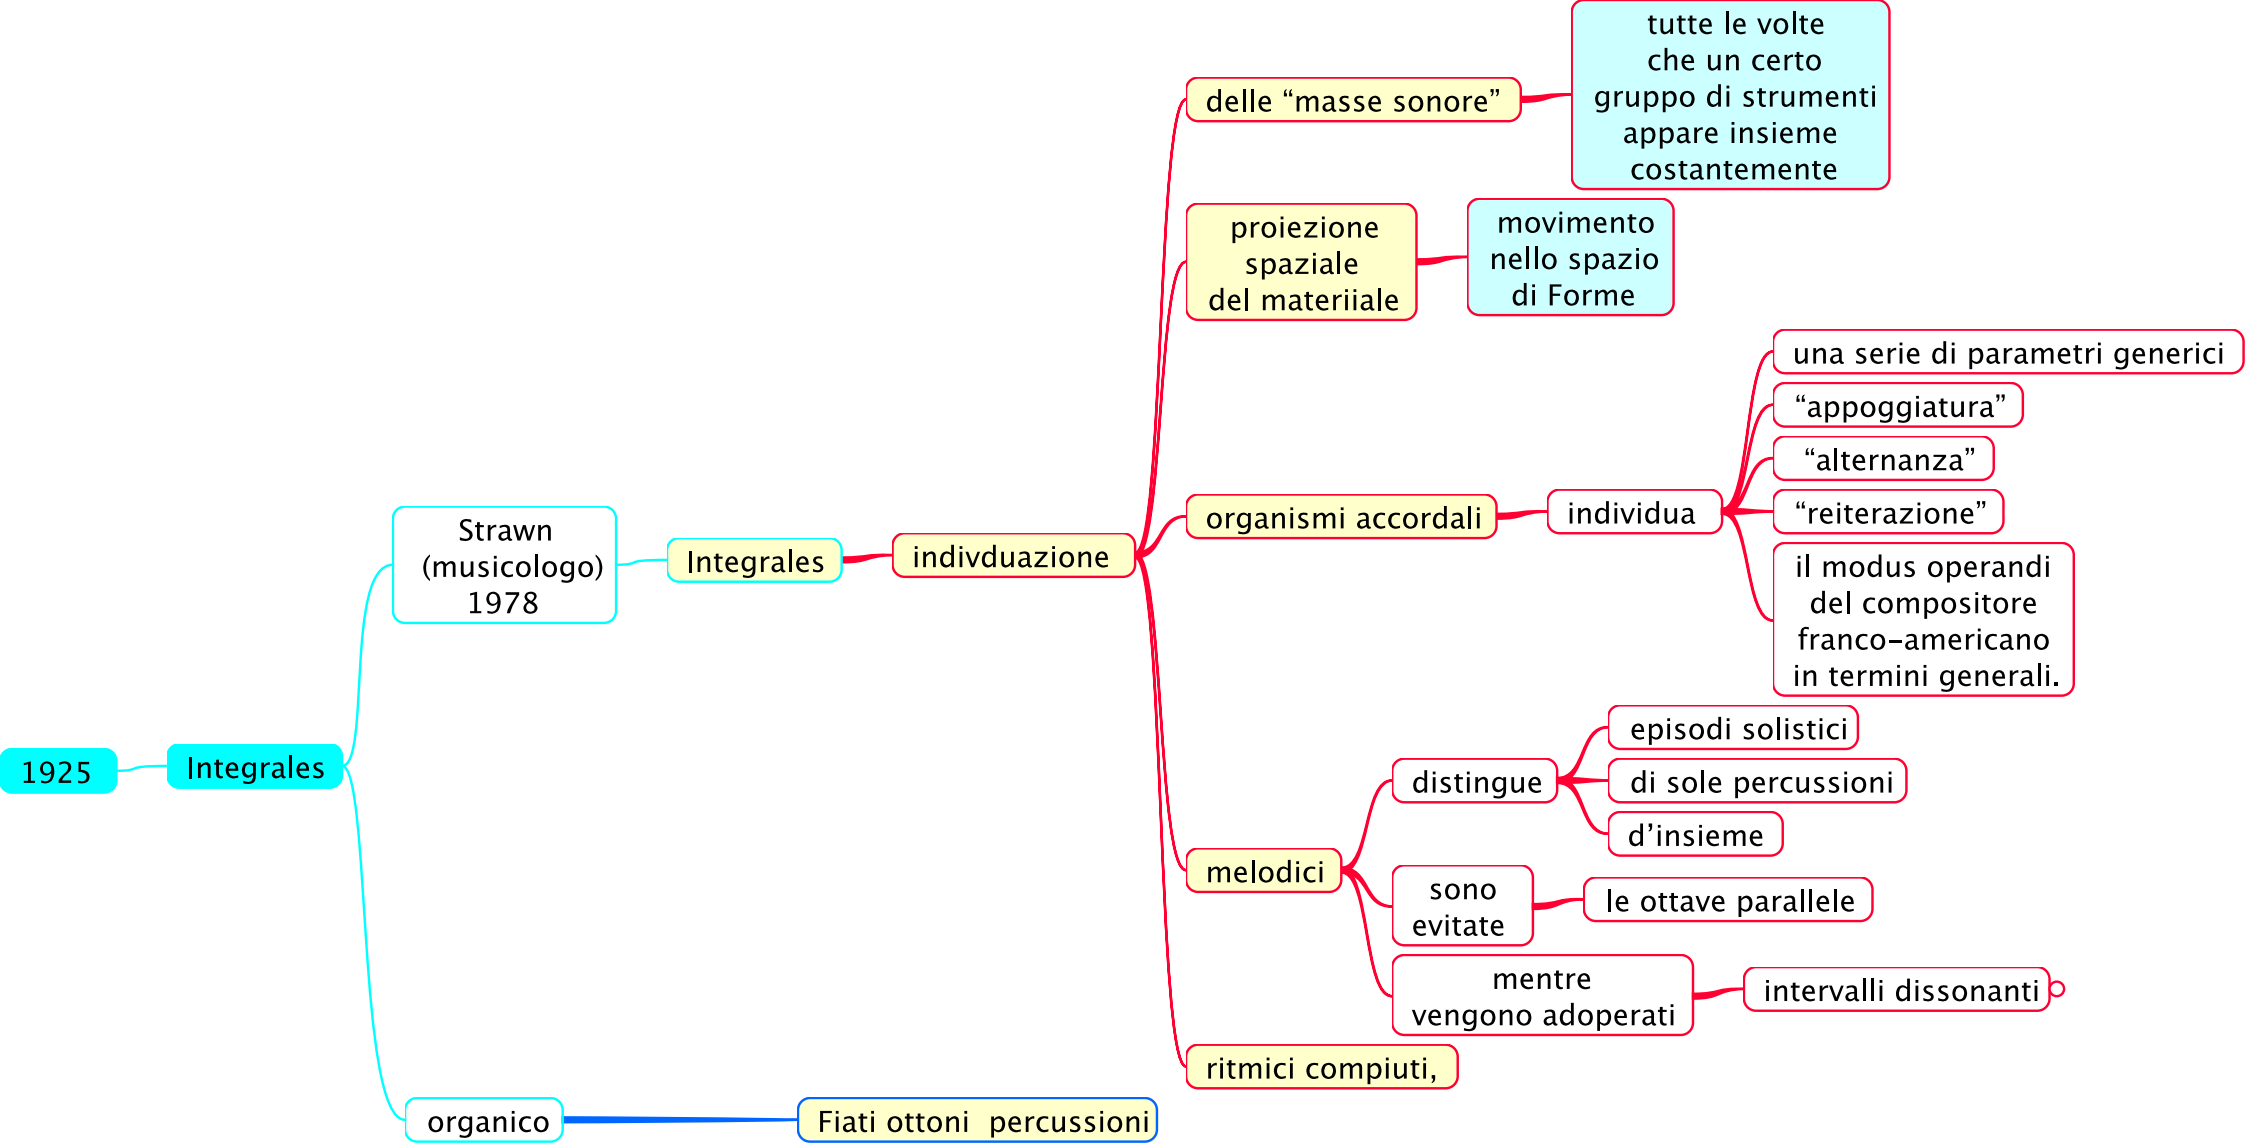 1925
Integrales
Strawn
(musicologo)
1978
Integrales
indivduazione
delle “masse sonore”
tutte le volte
che un certo
gruppo di strumenti
appare insieme
costantemente
proiezione
spaziale
del materiiale
movimento
nello spazio
di Forme
organismi accordali
individua
una serie di parametri generici
“appoggiatura”
“alternanza”
“reiterazione”
il modus operandi
del compositore
franco-americano
in termini generali.
melodici
distingue
episodi solistici
di sole percussioni
d’insieme
sono
evitate
le ottave parallele
mentre
vengono adoperati
intervalli dissonanti
ritmici compiuti,
organico
Fiati ottoni  percussioni